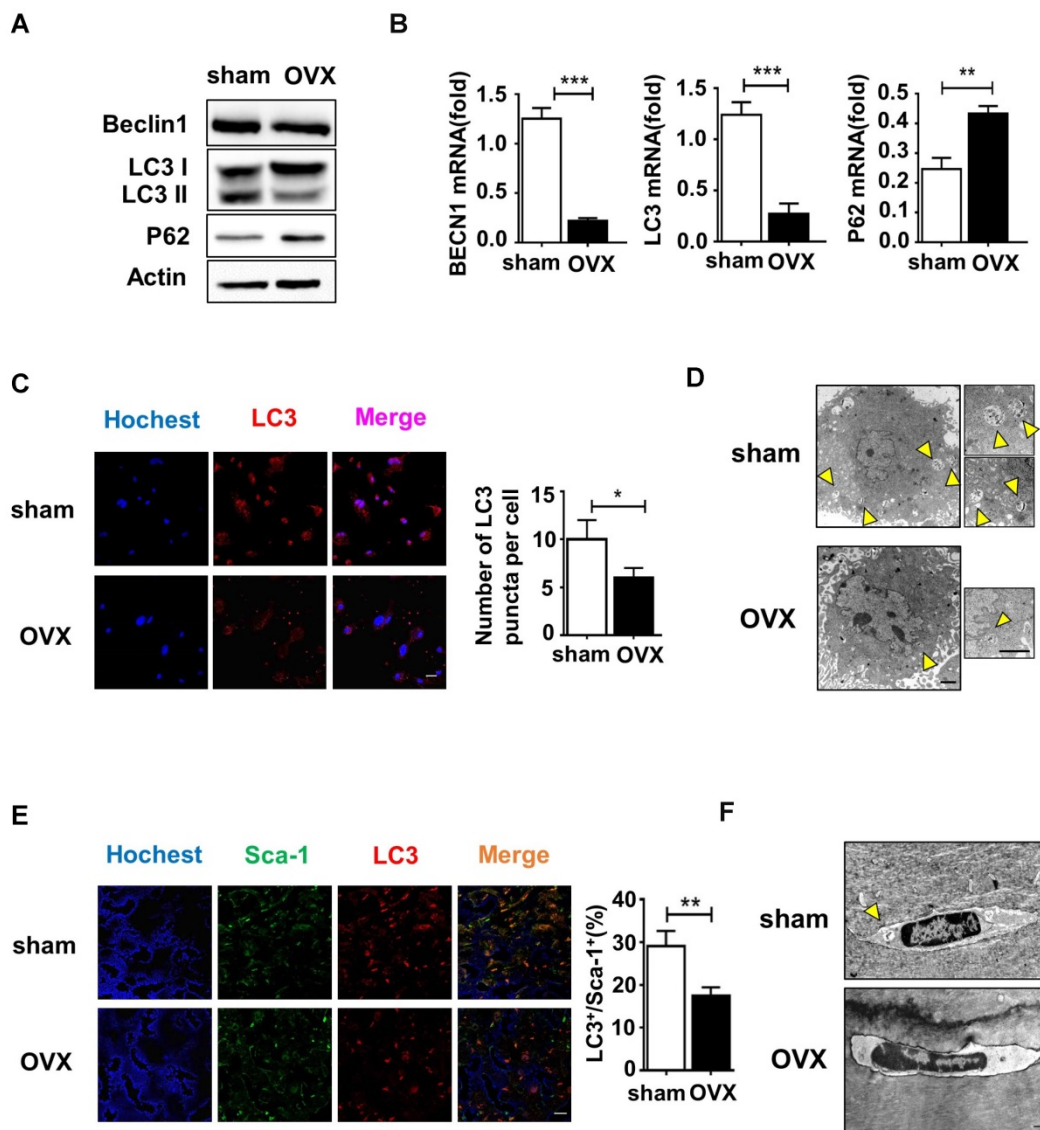 A
sham OVX
Beclin1
LC3 I
LC3 II
P62
Actin
B
BECN1 mRNA(fold)
1.5
1.0
0.5
0.0
***
sham OVX
LC3 mRNA(fold)
1.5
1.0
0.5
0.0
***
sham OVX
P62 mRNA(fold)
0.5
0.4
0.3
0.2
0.1
0.0
**
sham OVX
C
Hochest LC3 Merge
sham
OVX
Number of LC3
puncta per cell
15
10
5
0
*
sham OVX
D
sham
OVX
E
Hochest Sca-1 LC3 Merge
sham
OVX
LC3+/Sca-1+(%)
40
30
20
10
0
**
sham OVX
F
sham
OVX